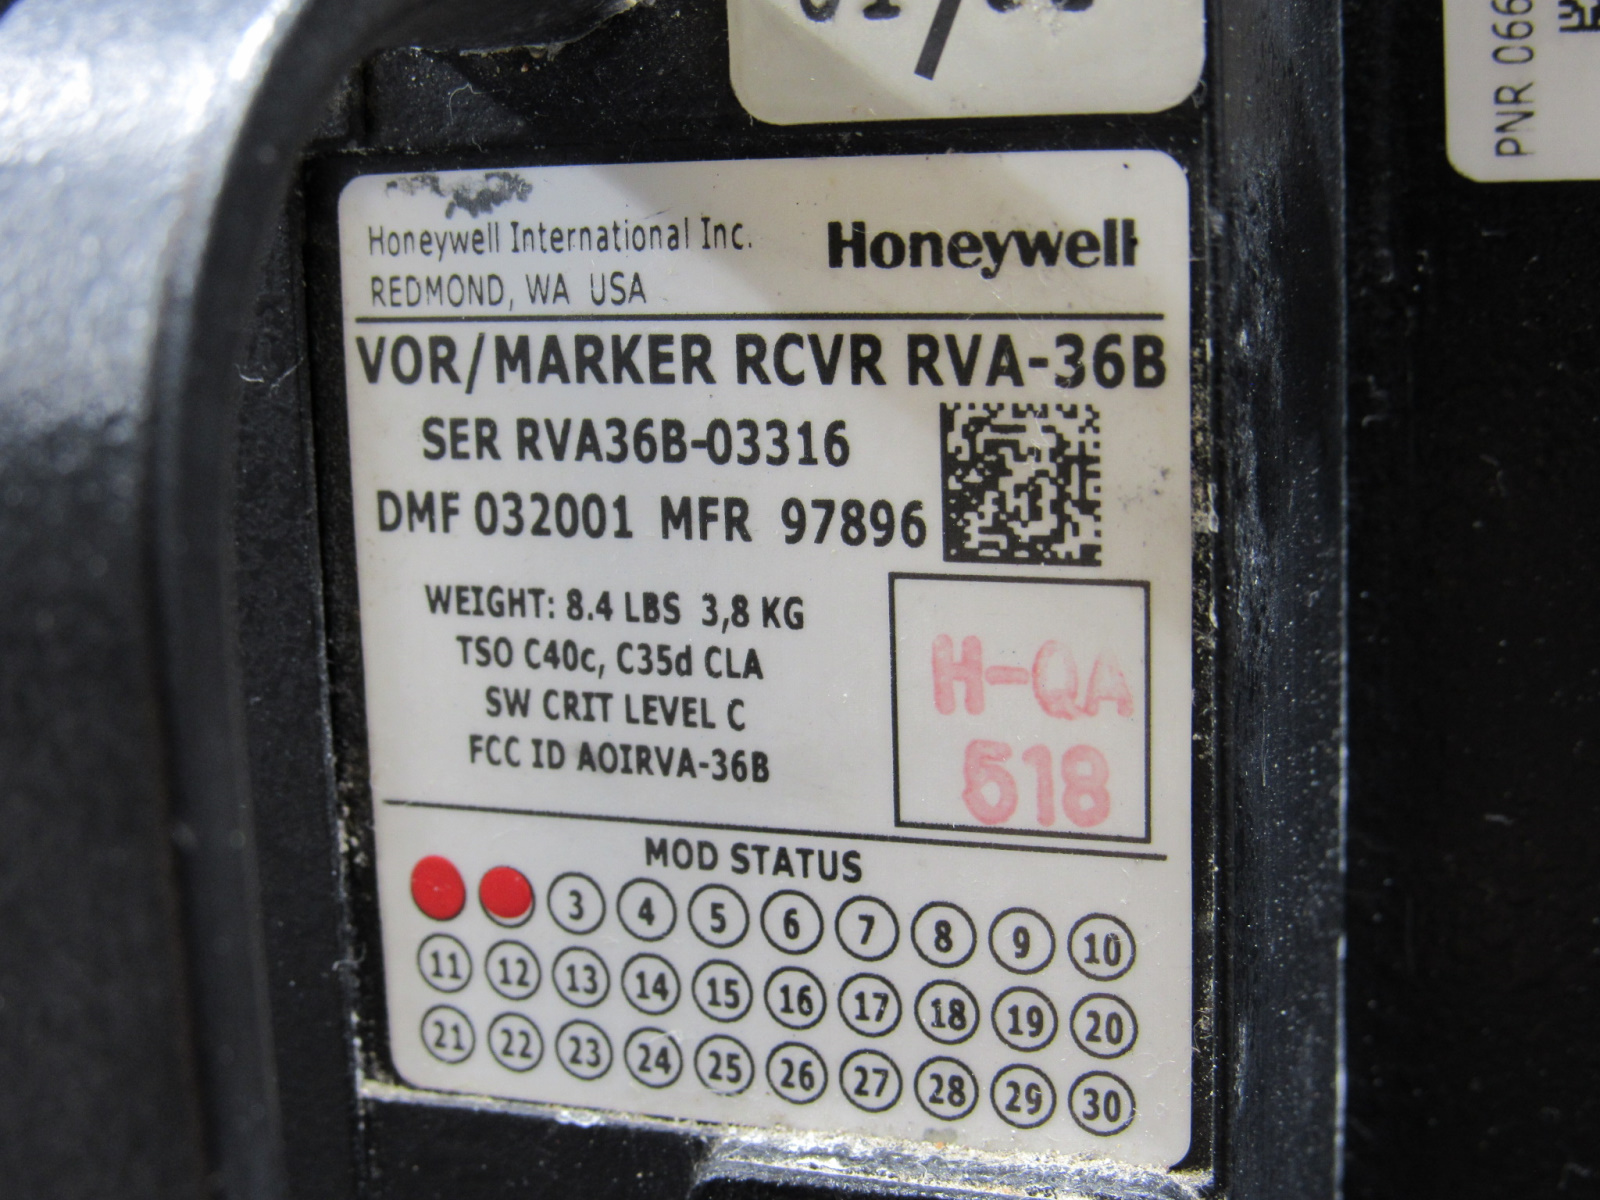 Honeywell International Inc.
REDMOND, WA USA
Honeywell
VOR/MARKER RCVR RVA-36B
SER RVA36B-03316
DMF 032001 MFR 97896
WEIGHT: 8.4 LBS 3,8 KG
TSO C40c, C35d CLA
SW CRIT LEVEL C
FCC ID AOIRVA-36B
H-QA
518
MOD STATUS
3 4 5 6 7 8 9 10
11 12 13 14 15 16 17 18 19 20
21 22 23 24 25 26 27 28 29 30
PNR 066